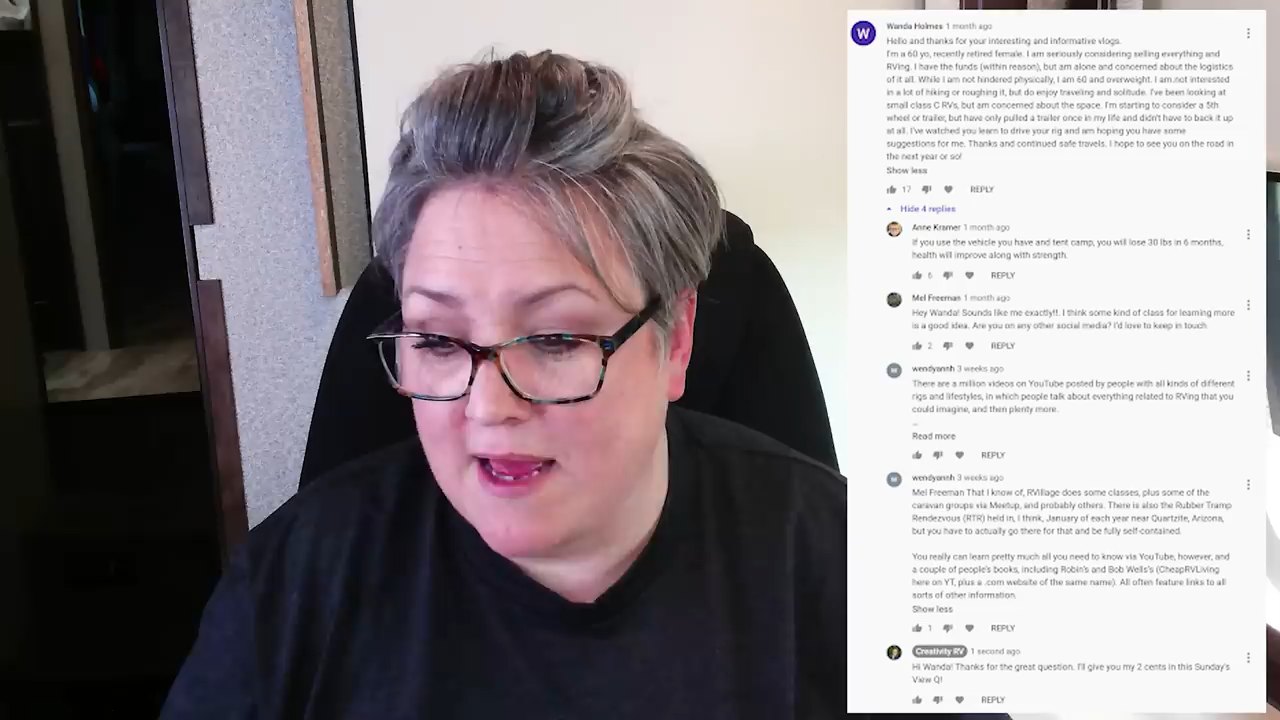 Wanda Holmes 1 month ago
W
Hello and thanks for your interesting and informative vlogs.
I'm a 60 yo, recently retired female. I am seriously considering selling everything and
RVing. I have the funds (within reason), but am alone and concerned about the logistics
of it all. While I am not hindered physically, I am 60 and overweight. I am not interested
in a lot of hiking or roughing it, but do enjoy traveling and solitude. I've been looking at
small class C RVs, but am concerned about the space. I'm starting to consider a 5th
wheel or trailer, but have only pulled a trailer once in my life and didn't have to back it up
at all. I've watched you learn to drive your rig and am hoping you have some
suggestions for me. Thanks and continued safe travels. I hope to see you on the road in
the next year or so!
Show less
17 REPLY
Hide 4 replies
Anne Kramer 1 month ago
If you use the vehicle you have and tent camp, you will lose 30 lbs in 6 months,
health will improve along with strength.
6 REPLY
Mel Freeman 1 month ago
Hey Wanda! Sounds like me exactly!!. I think some kind of class for learning more
is a good idea. Are you on any other social media? I'd love to keep in touch
2 REPLY
wendyannh 3 weeks ago
There are a million videos on YouTube posted by people with all kinds of different
rigs and lifestyles, in which people talk about everything related to RVing that you
could imagine, and then plenty more.
...
Read more
REPLY
wendyannh 3 weeks ago
Mel Freeman That I know of, RVillage does some classes, plus some of the
caravan groups via Meetup, and probably others. There is also the Rubber Tramp
Rendezvous (RTR) held in, I think, January of each year near Quartzite, Arizona,
but you have to actually go there for that and be fully self-contained.
You really can learn pretty much all you need to know via YouTube, however, and
a couple of people's books, including Robin's and Bob Wells's (CheapRVLiving
here on YT, plus a .com website of the same name). All often feature links to all
sorts of other information.
Show less
1 REPLY
Creativity RV 1 second ago
Hi Wanda! Thanks for the great question. I'll give you my 2 cents in this Sunday's
View Q!
REPLY